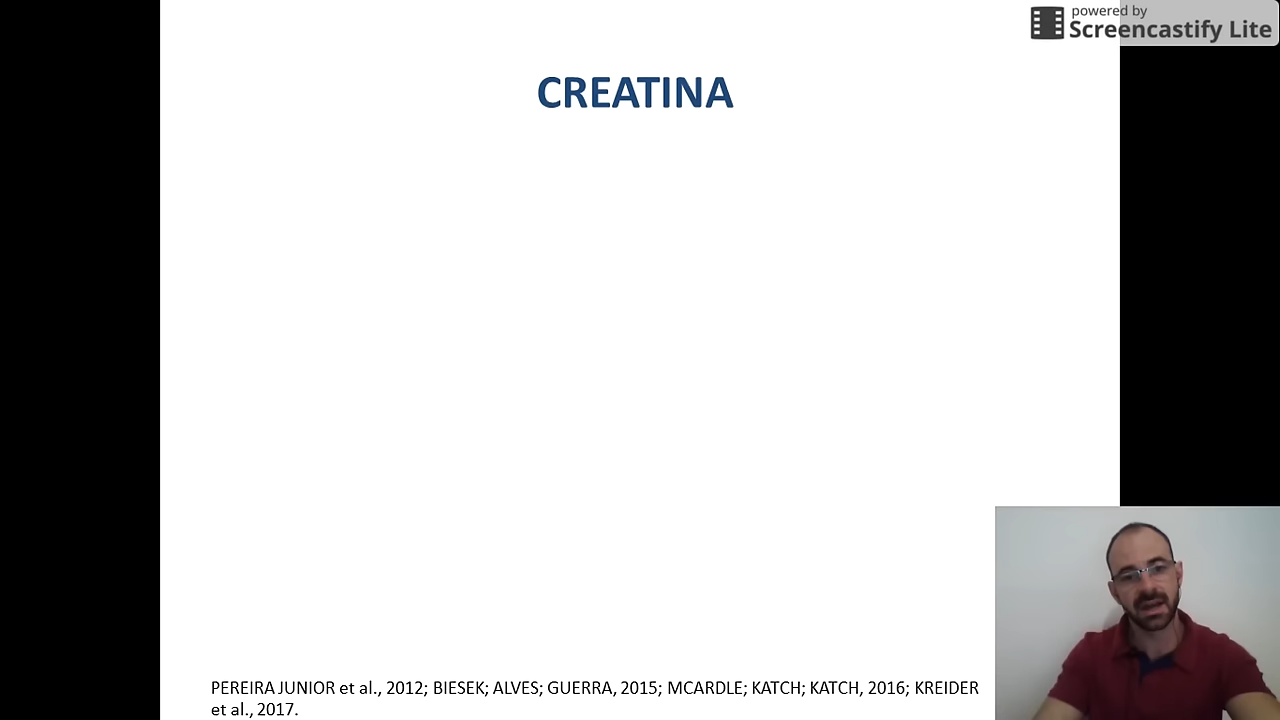 powered by
Screencastify Lite
CREATINA
PEREIRA JUNIOR et al., 2012; BIESEK; ALVES; GUERRA, 2015; MCARDLE; KATCH; KATCH, 2016; KREIDER
et al., 2017.